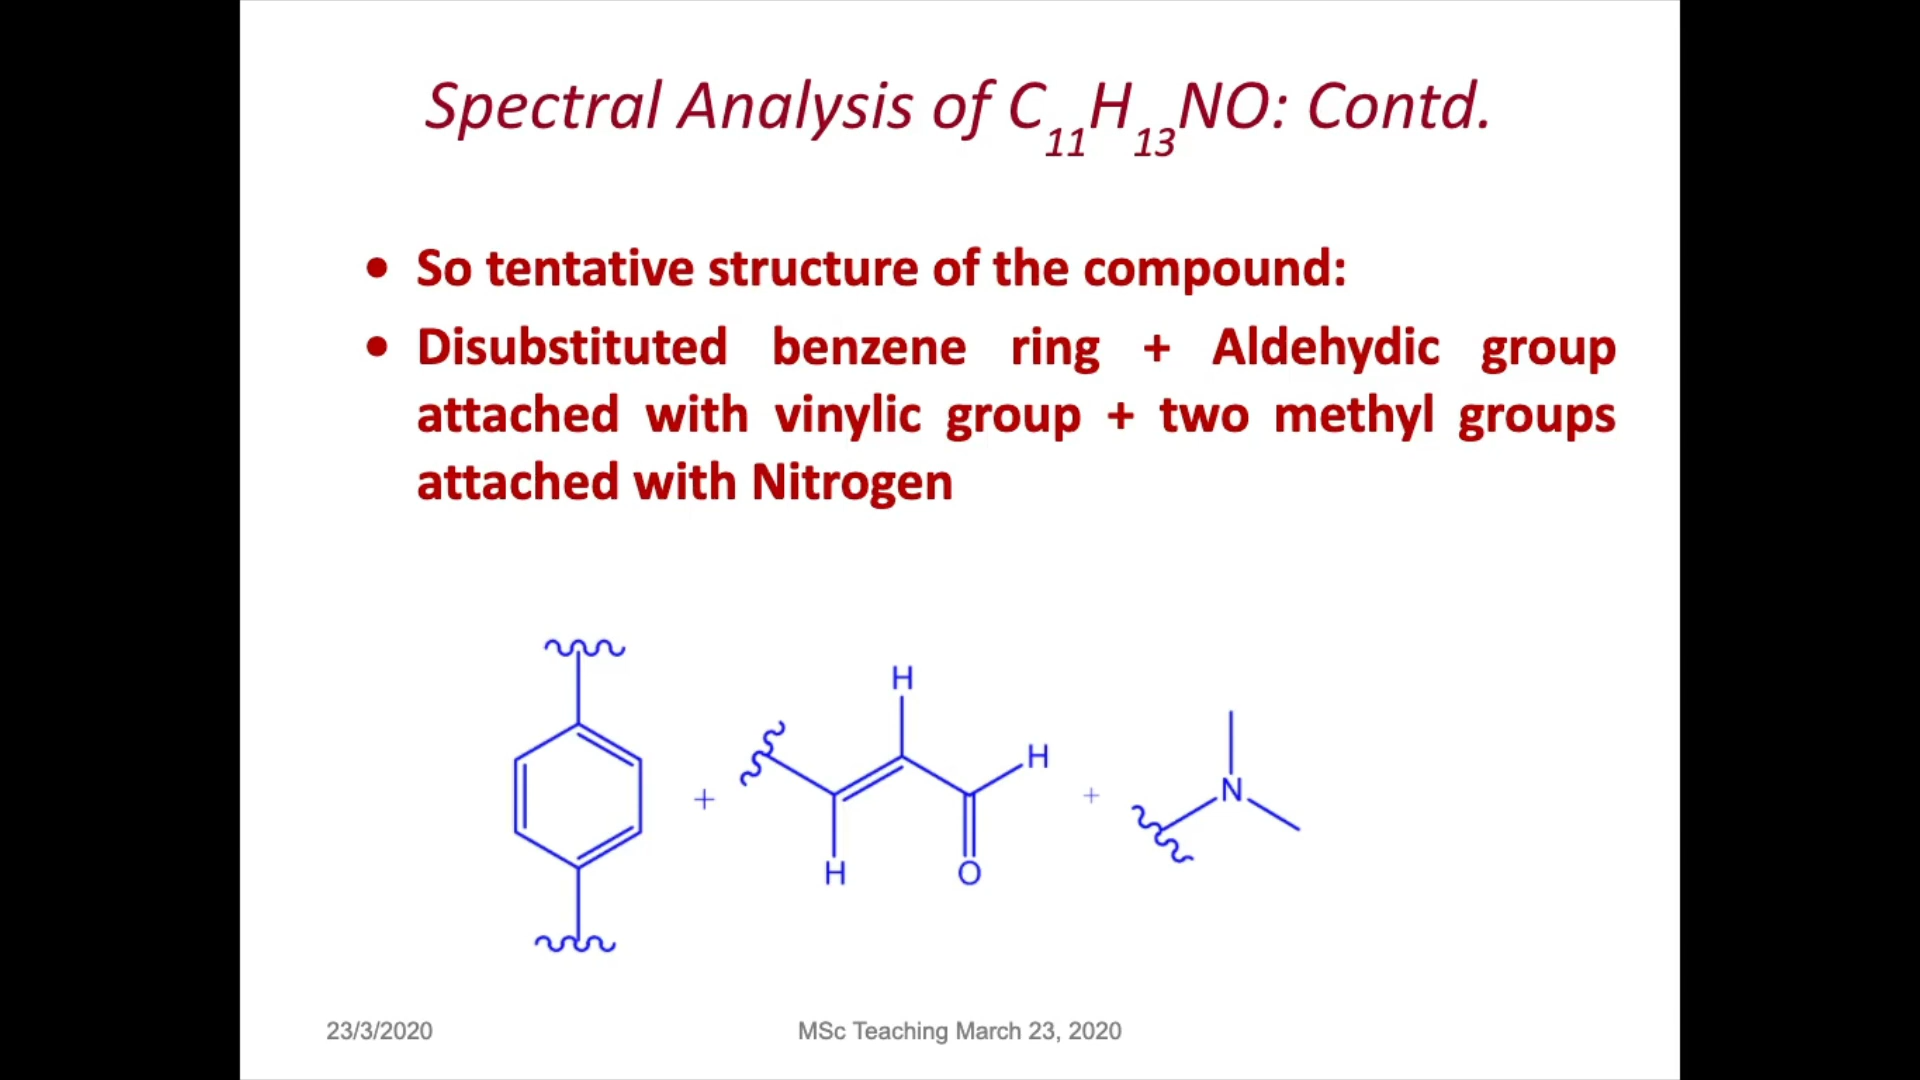 Spectral Analysis of C11H13NO: Contd.
• So tentative structure of the compound:
• Disubstituted benzene ring + Aldehydic group
attached with vinylic group + two methyl groups
attached with Nitrogen
H
H
+
+
N
H
O
23/3/2020
MSc Teaching March 23, 2020